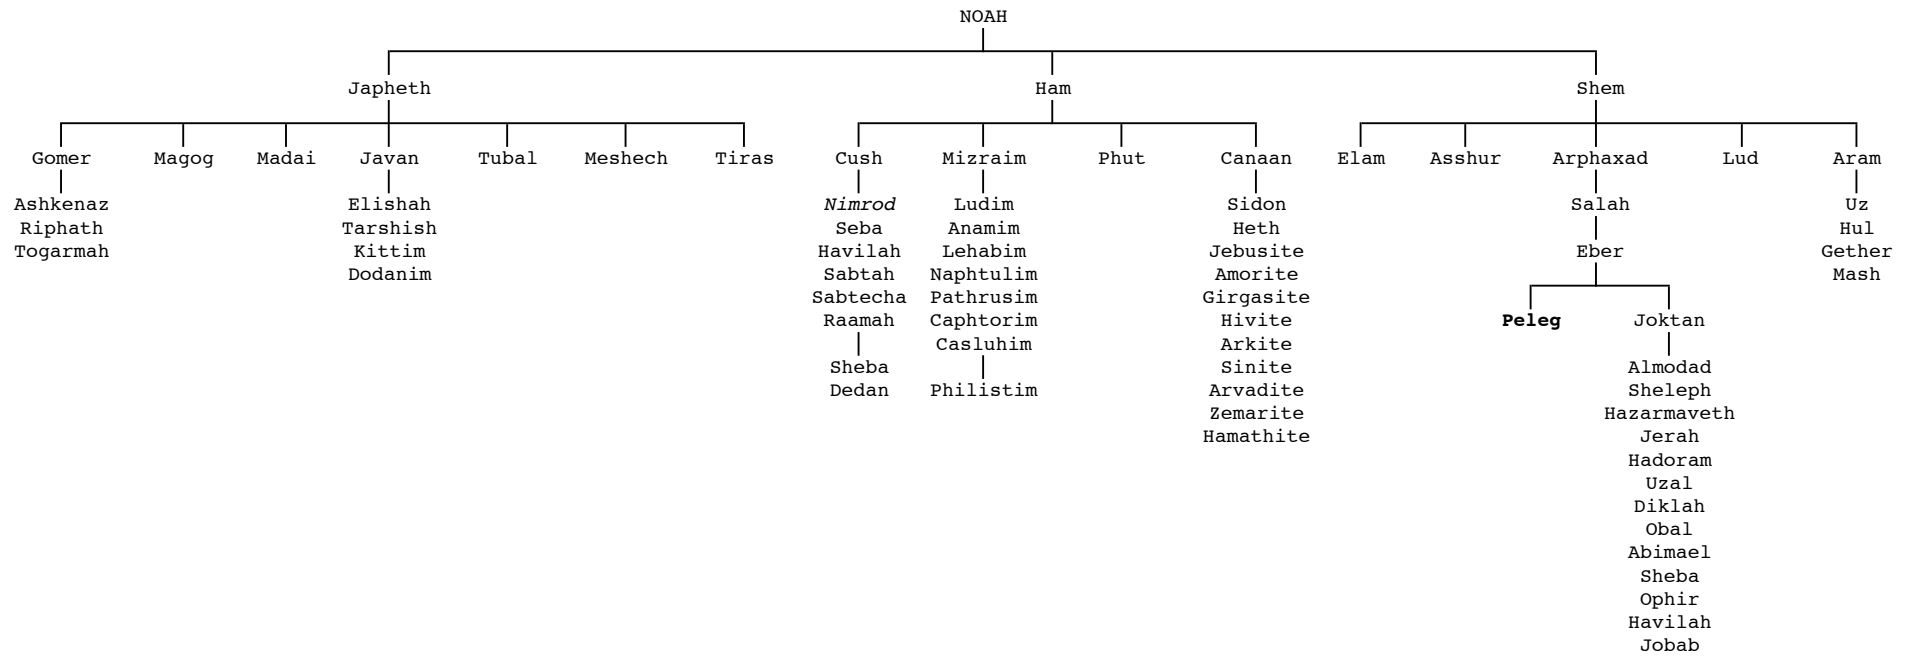 NOAH
Japheth Ham Shem
Gomer Magog Madai Javan Tubal Meshech Tiras Cush Mizraim Phut Canaan Elam Asshur Arphaxad Lud Aram
Ashkenaz Elishah Nimrod Ludim Sidon Salah Uz
Riphath Tarshish Seba Anamim Heth Hul
Togarmah Kittim Havilah Lehabim Jebusite Eber Gether
Dodanim Sabtah Naphtulim Amorite Mash
Sabtecha Pathrusim Girgasite
Raamah Caphtorim Hivite Peleg Joktan
Casluhim Arkite
Sheba Sinite Almodad
Dedan Philistim Arvadite Sheleph
Zemarite Hazarmaveth
Hamathite Jerah
Hadoram
Uzal
Diklah
Obal
Abimael
Sheba
Ophir
Havilah
Jobab